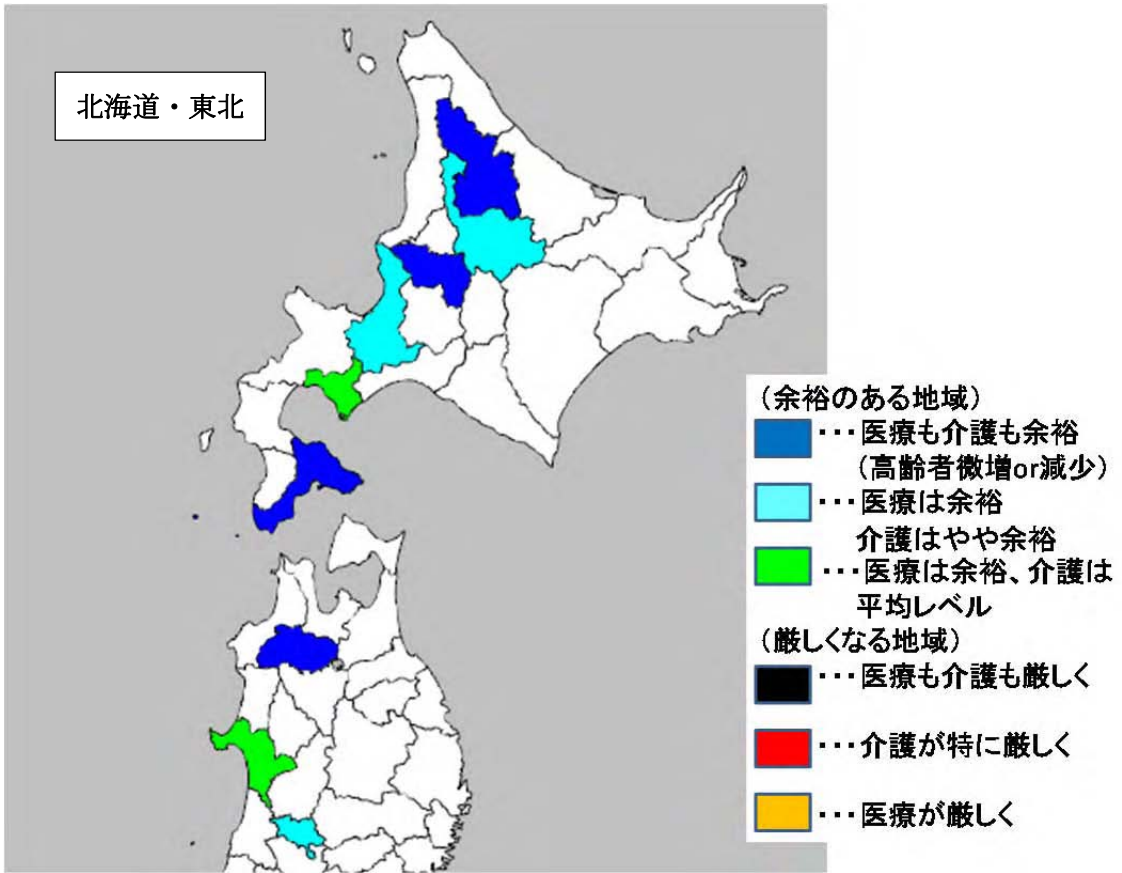 北海道・東北
（余裕のある地域）
・・・医療も介護も余裕
（高齢者微増or減少）
・・・医療は余裕
介護はやや余裕
・・・医療は余裕、介護は
平均レベル
（厳しくなる地域）
・・・医療も介護も厳しく
・・・介護が特に厳しく
・・・医療が厳しく